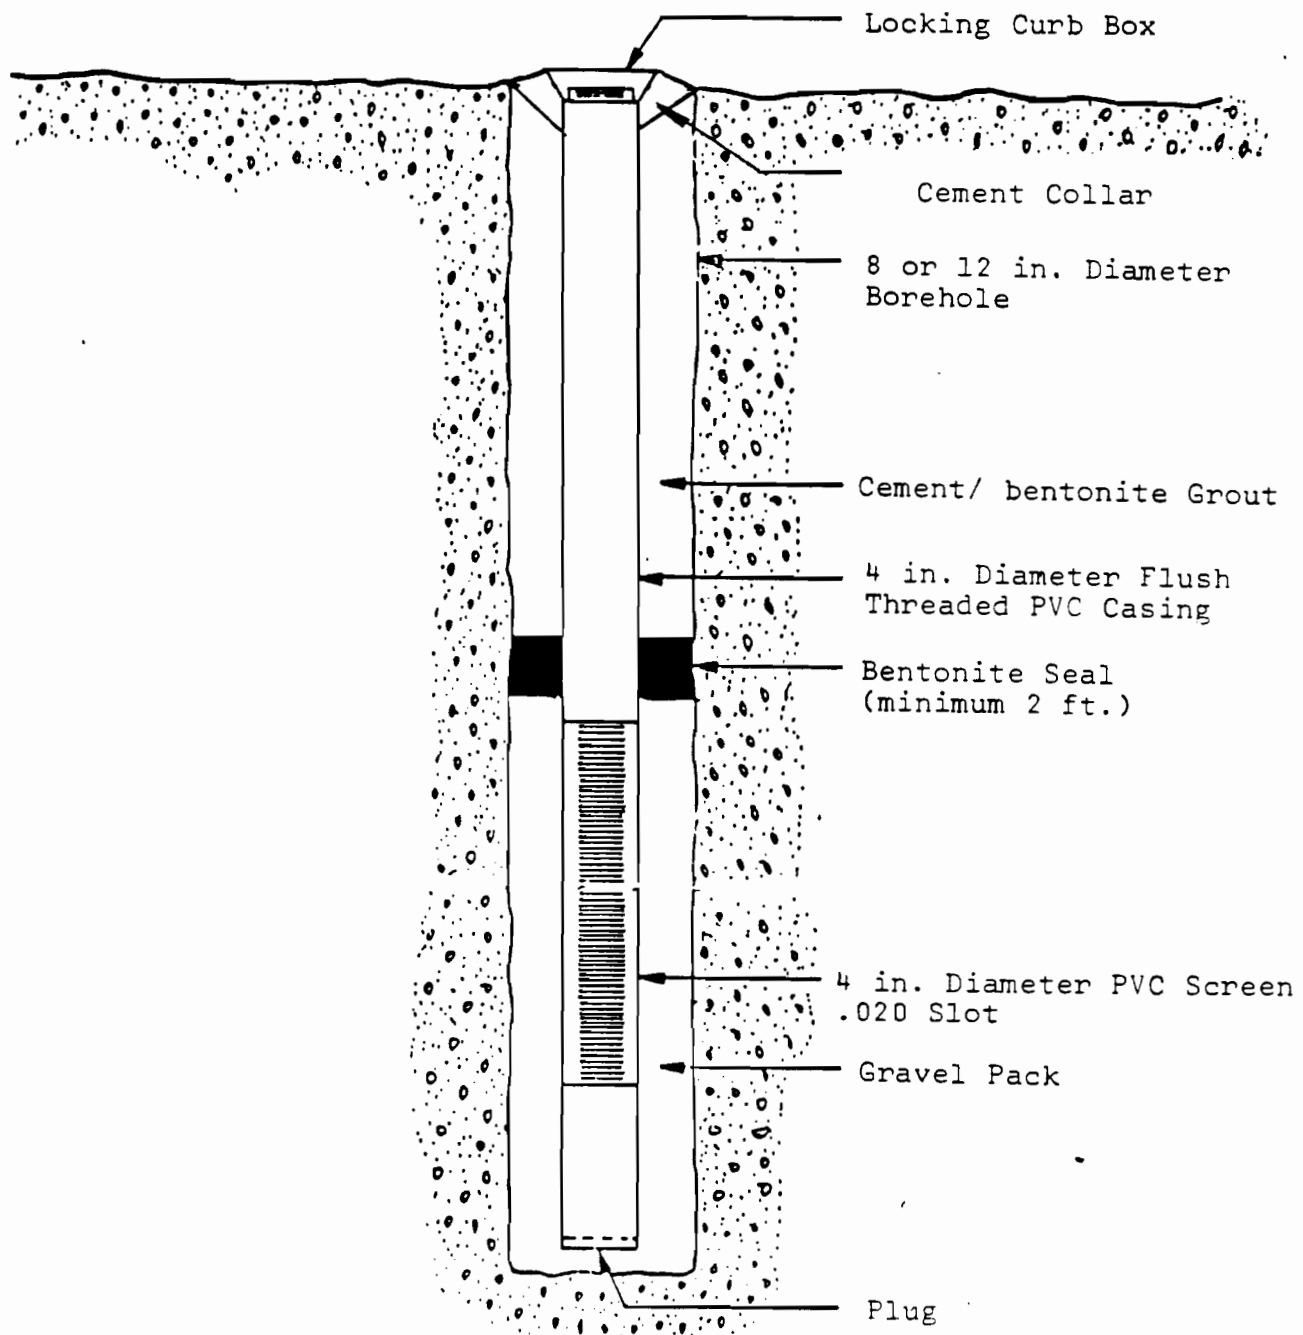 Locking Curb Box
Cement Collar
8 or 12 in. Diameter
Borehole
Cement/ bentonite Grout
4 in. Diameter Flush
Threaded PVC Casing
Bentonite Seal
(minimum 2 ft.)
4 in. Diameter PVC Screen
.020 Slot
Gravel Pack
Plug